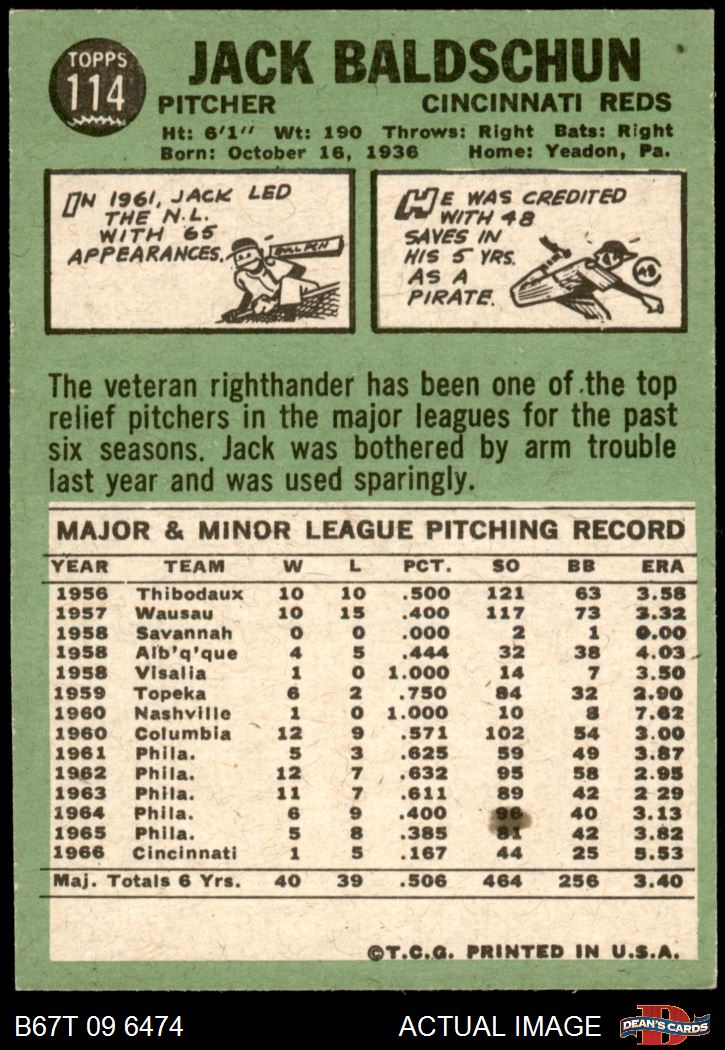 TOPPS
114
JACK BALDSCHUN
PITCHER CINCINNATI REDS
Ht: 6'1" Wt: 190 Throws: Right Bats: Right
Born: October 16, 1936 Home: Yeadon, Pa.
IN 1961, JACK LED
THE N.L.
WITH 65
APPEARANCES.
BULL PEN
HE WAS CREDITED
WITH 48
SAVES IN
HIS 5 YRS.
AS A
PIRATE.
48
The veteran righthander has been one of the top
relief pitchers in the major leagues for the past
six seasons. Jack was bothered by arm trouble
last year and was used sparingly.
MAJOR & MINOR LEAGUE PITCHING RECORD
YEAR TEAM W L PCT. SO BB ERA
1956 Thibodaux 10 10 .500 121 63 3.58
1957 Wausau 10 15 .400 117 73 3.32
1958 Savannah 0 0 .000 2 1 0.00
1958 Alb'q'que 4 5 .444 32 38 4.03
1958 Visalia 1 0 1.000 14 7 3.50
1959 Topeka 6 2 .750 84 32 2.90
1960 Nashville 1 0 1.000 10 8 7.62
1960 Columbia 12 9 .571 102 54 3.00
1961 Phila. 5 3 .625 59 49 3.87
1962 Phila. 12 7 .632 95 58 2.95
1963 Phila. 11 7 .611 89 42 2 29
1964 Phila. 6 9 .400 96 40 3.13
1965 Phila. 5 8 .385 81 42 3.82
1966 Cincinnati 1 5 .167 44 25 5.53
Maj. Totals 6 Yrs. 40 39 .506 464 256 3.40
©T.C.G. PRINTED IN U.S.A.
B67T 09 6474 ACTUAL IMAGE D DEAN'S CARDS